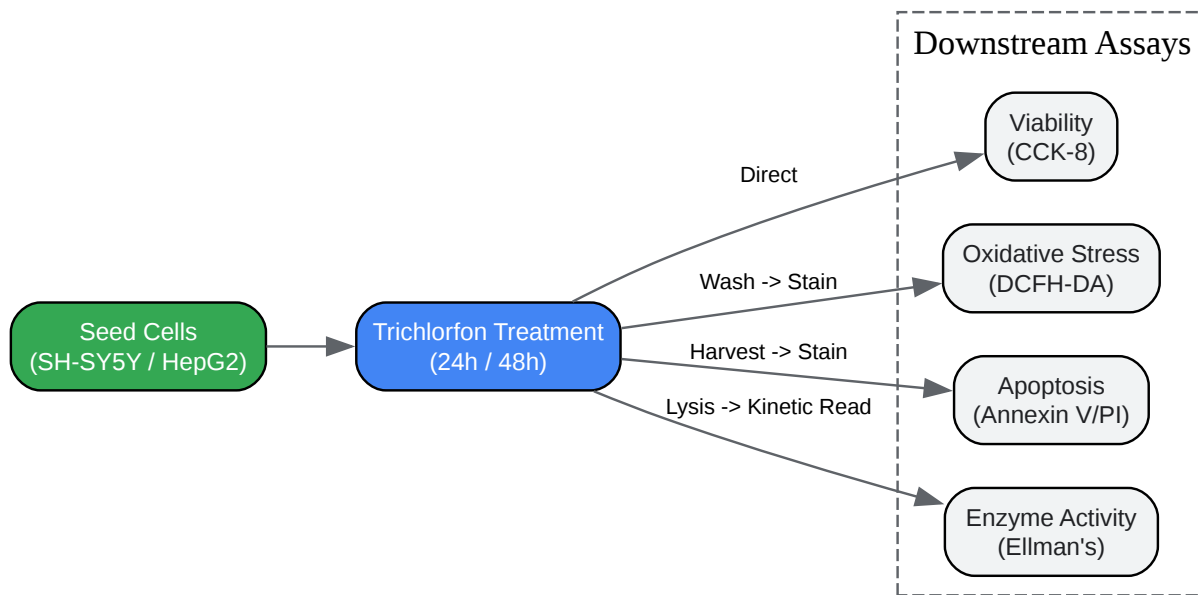 Downstream Assays
Viability
(CCK-8)
Direct
Oxidative Stress
(DCFH-DA)
Wash -> Stain
Seed Cells
(SH-SY5Y / HepG2)
Trichlorfon Treatment
(24h / 48h)
Harvest -> Stain
Apoptosis
(Annexin V/PI)
Lysis -> Kinetic Read
Enzyme Activity
(Ellman's)